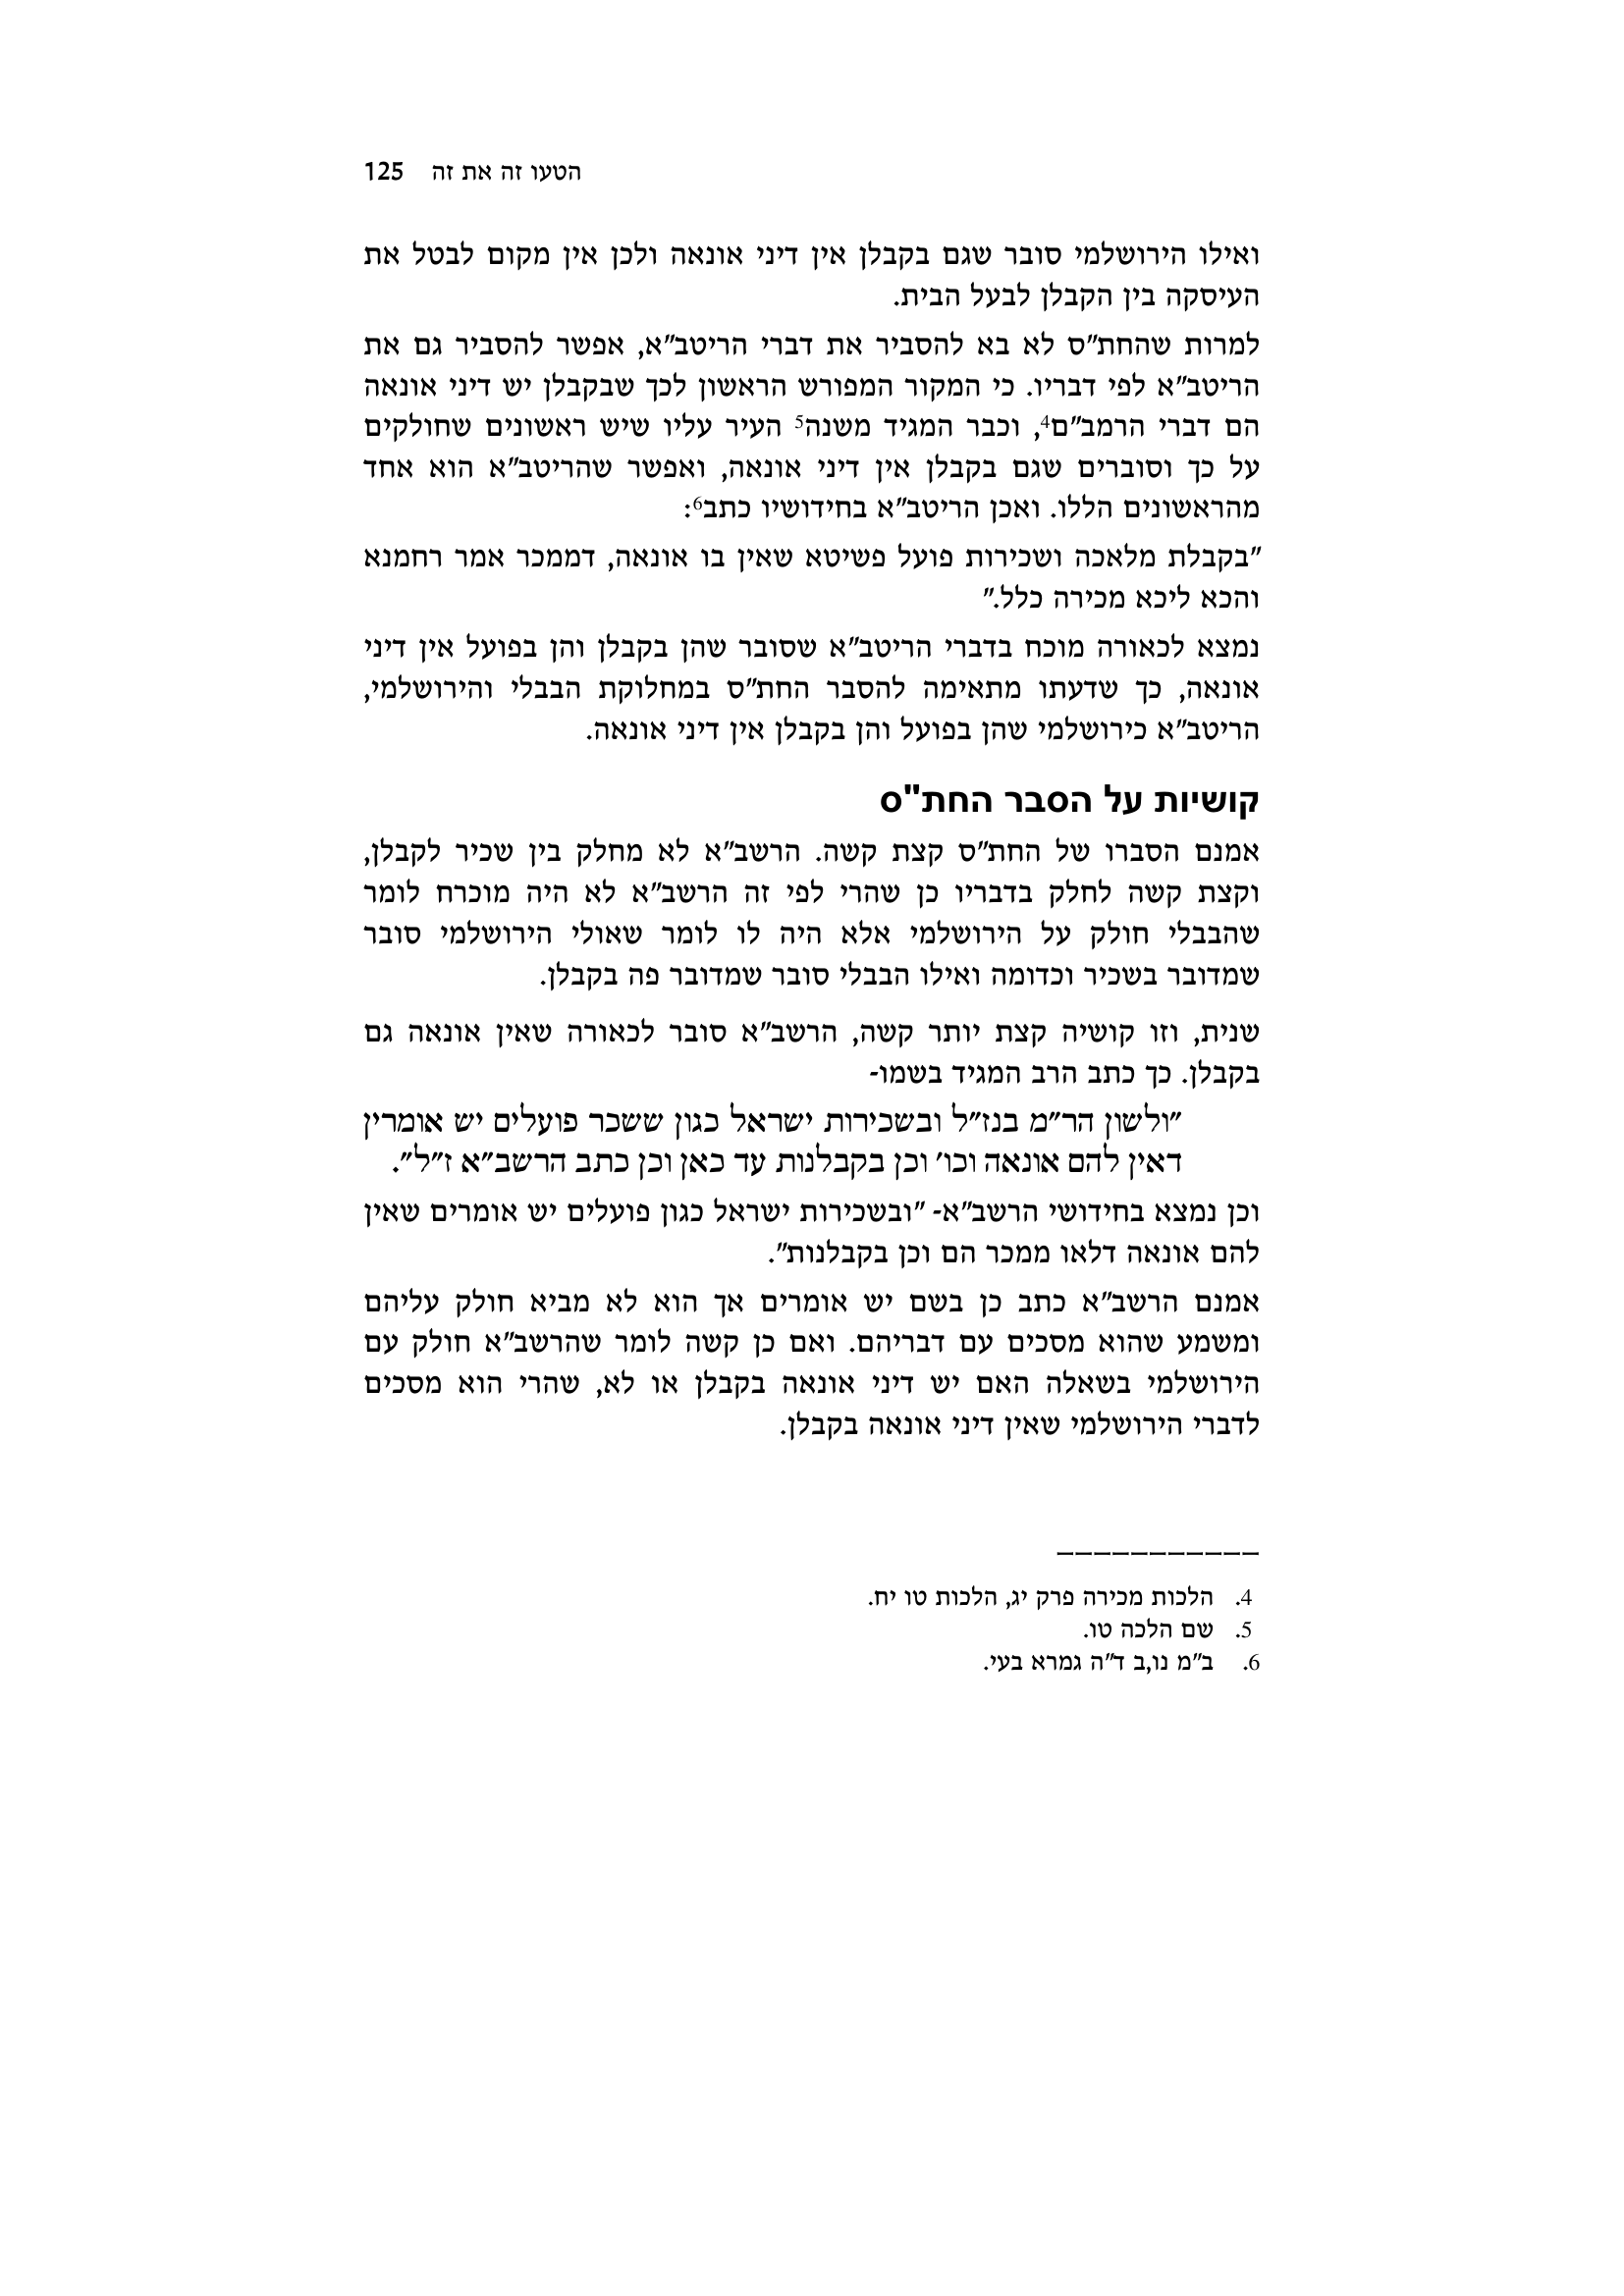 הטעו זה את זה 125
ואילו הירושלמי סובר שגם בקבלן אין דיני אונאה ולכן אין מקום לבטל את
העיסקה בין הקבלן לבעל הבית.
למרות שהחת"ס לא בא להסביר את דברי הריטב"א, אפשר להסביר גם את
הריטב"א לפי דבריו. כי המקור המפורש הראשון לכך שבקבלן יש דיני אונאה
הם דברי הרמב"ם4, וכבר המגיד משנה5 העיר עליו שיש ראשונים שחולקים
על כך וסוברים שגם בקבלן אין דיני אונאה, ואפשר שהריטב"א הוא אחד
מהראשונים הללו. ואכן הריטב"א בחידושיו כתב6:
"בקבלת מלאכה ושכירות פועל פשיטא שאין בו אונאה, דממכר אמר רחמנא
והכא ליכא מכירה כלל."
נמצא לכאורה מוכח בדברי הריטב"א שסובר שהן בקבלן והן בפועל אין דיני
אונאה, כך שדעתו מתאימה להסבר החת"ס במחלוקת הבבלי והירושלמי,
הריטב"א כירושלמי שהן בפועל והן בקבלן אין דיני אונאה.
קושיות על הסבר החת"ס
אמנם הסברו של החת"ס קצת קשה. הרשב"א לא מחלק בין שכיר לקבלן,
וקצת קשה לחלק בדבריו כן שהרי לפי זה הרשב"א לא היה מוכרח לומר
שהבבלי חולק על הירושלמי אלא היה לו לומר שאולי הירושלמי סובר
שמדובר בשכיר וכדומה ואילו הבבלי סובר שמדובר פה בקבלן.
שנית, וזו קושיה קצת יותר קשה, הרשב"א סובר לכאורה שאין אונאה גם
בקבלן. כך כתב הרב המגיד בשמו-
"ולשון הר"מ בנז"ל ובשכירות ישראל כגון ששכר פועלים יש אומרין
דאין להם אונאה וכו' וכן בקבלנות עד כאן וכן כתב הרשב"א ז"ל".
וכן נמצא בחידושי הרשב"א- "ובשכירות ישראל כגון פועלים יש אומרים שאין
להם אונאה דלאו ממכר הם וכן בקבלנות".
אמנם הרשב"א כתב כן בשם יש אומרים אך הוא לא מביא חולק עליהם
ומשמע שהוא מסכים עם דבריהם. ואם כן קשה לומר שהרשב"א חולק עם
הירושלמי בשאלה האם יש דיני אונאה בקבלן או לא, שהרי הוא מסכים
לדברי הירושלמי שאין דיני אונאה בקבלן.
4. הלכות מכירה פרק יג, הלכות טו יח.
5. שם הלכה טו.
6. ב"מ נו,ב ד"ה גמרא בעי.